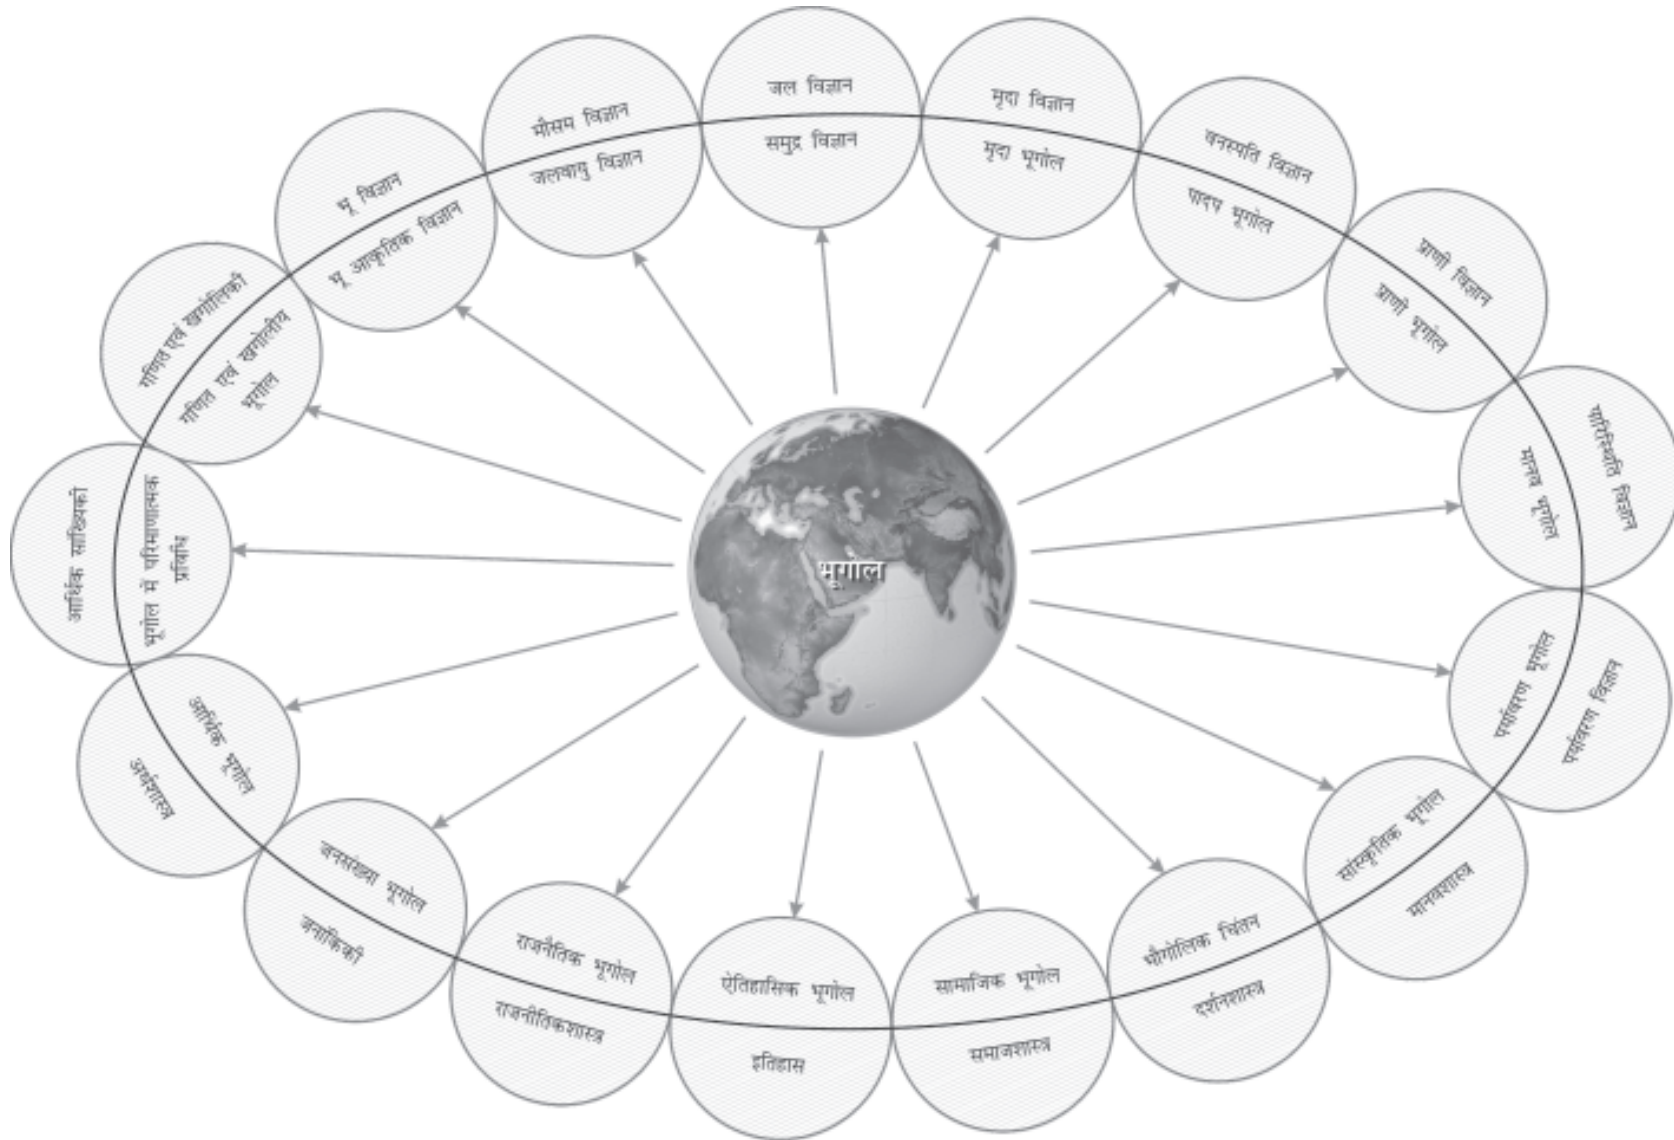 जल विज्ञान
समुद्र विज्ञान
मृदा विज्ञान
मृदा भूगोल
वनस्पति विज्ञान
पादप भूगोल
प्राणी विज्ञान
प्राणी भूगोल
पारिस्थिति विज्ञान
मानव भूगोल
पर्यावरण भूगोल
पर्यावरण विज्ञान
सांस्कृतिक भूगोल
मानवशास्त्र
भौगोलिक चिंतन
दर्शनशास्त्र
सामाजिक भूगोल
समाजशास्त्र
ऐतिहासिक भूगोल
इतिहास
राजनैतिक भूगोल
राजनीतिकशास्त्र
जनसंख्या भूगोल
जनांकिकी
आर्थिक भूगोल
अर्थशास्त्र
आर्थिक सांख्यिकी
भूगोल में परिमाणात्मक
प्रविधि
गणित एवं खगोलिकी
गणित एवं खगोलीय
भूगोल
भू विज्ञान
भू आकृतिक विज्ञान
मौसम विज्ञान
जलवायु विज्ञान
भूगोल